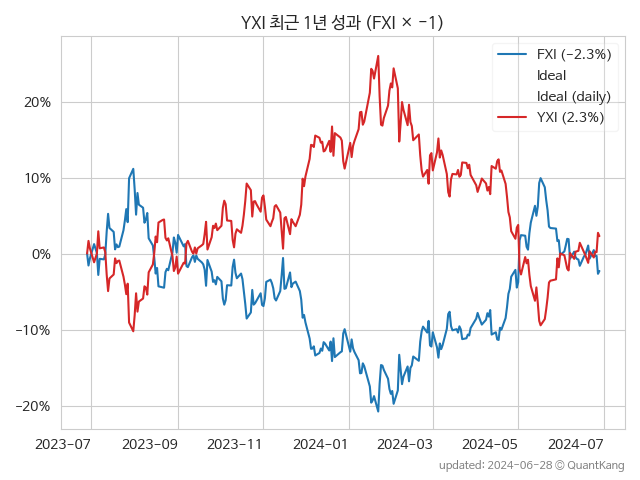 YXI 최근 1년 성과 (FXI × -1)
FXI (−2.3%)
Ideal
Ideal (daily)
YXI (2.3%)
20%
10%
0%
−10%
−20%
2023-07 2023-09 2023-11 2024-01 2024-03 2024-05 2024-07
updated: 2024-06-28 © QuantKang